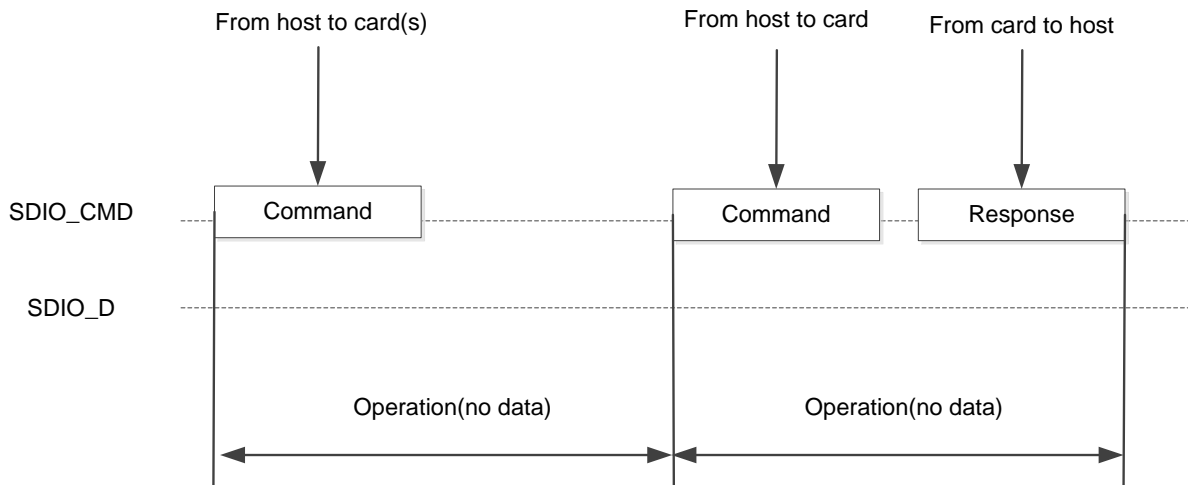 From host to card(s)
From host to card
From card to host
SDIO_CMD
Command
Command
Response
SDIO_D
Operation(no data)
Operation(no data)